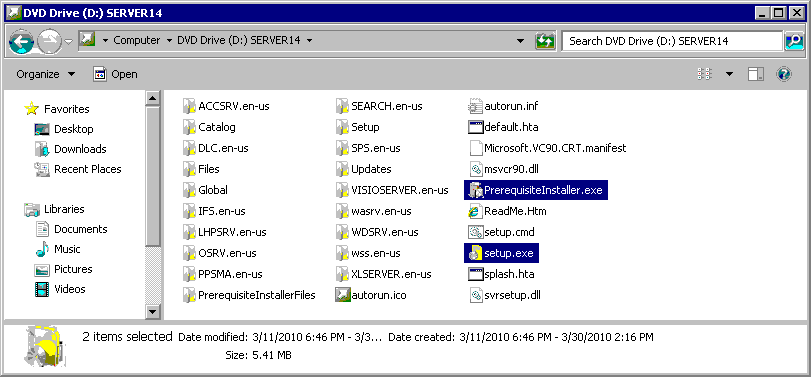 DVD Drive (D:) SERVER14
Computer DVD Drive (D:) SERVER14 Search DVD Drive (D:) SERVER14
Organize Open
Favorites
Desktop
Downloads
Recent Places
Libraries
Documents
Music
Pictures
Videos
ACCSRV.en-us
Catalog
DLC.en-us
Files
Global
IFS.en-us
LHPSRV.en-us
OSRV.en-us
PPSMA.en-us
PrerequisiteInstallerFiles
SEARCH.en-us
Setup
SPS.en-us
Updates
VISIOSERVER.en-us
wasrv.en-us
WDSRV.en-us
wss.en-us
XLSERVER.en-us
autorun.ico
autorun.inf
default.hta
Microsoft.VC90.CRT.manifest
msvcr90.dll
PrerequisiteInstaller.exe
ReadMe.Htm
setup.cmd
setup.exe
splash.hta
svrsetup.dll
2 items selected Date modified: 3/11/2010 6:46 PM - 3/3... Date created: 3/11/2010 6:46 PM - 3/30/2010 2:16 PM
Size: 5.41 MB